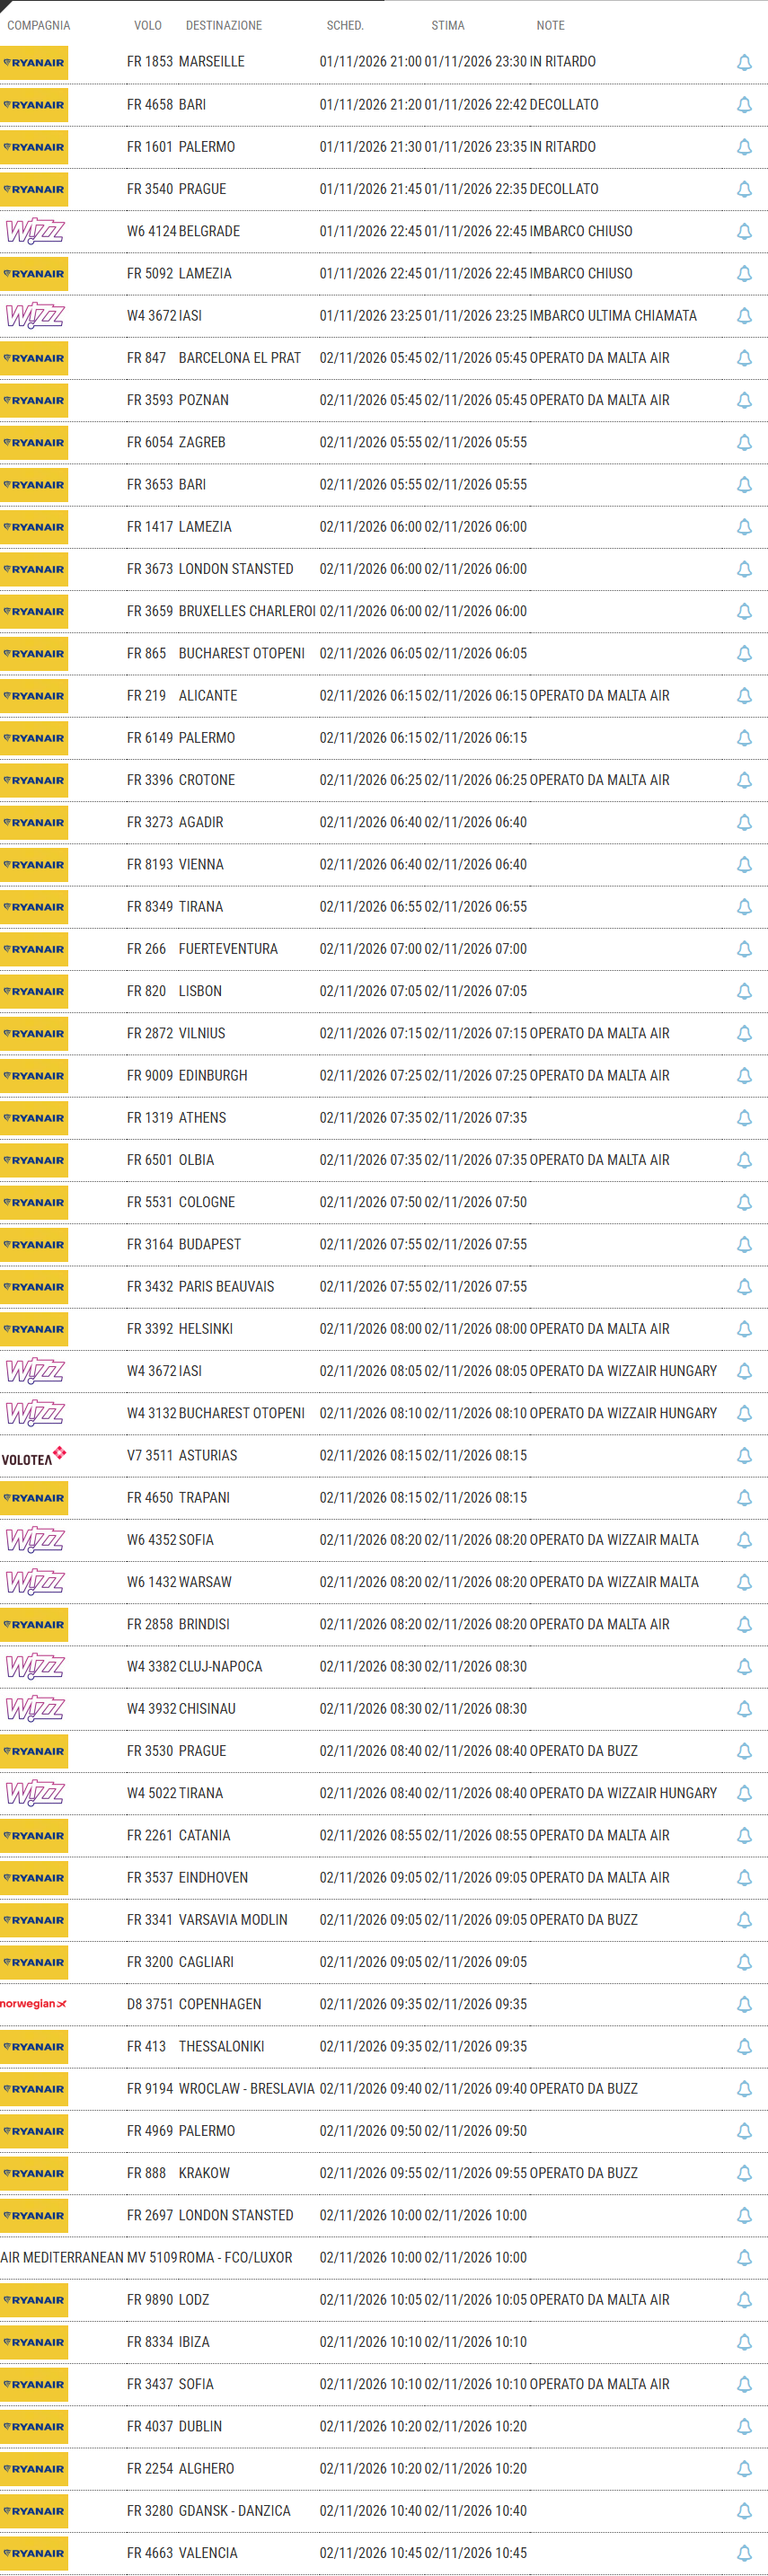 COMPAGNIA VOLO DESTINAZIONE SCHED. STIMA NOTE
RYANAIR FR 1853 MARSEILLE 01/11/2026 21:00 01/11/2026 23:30 IN RITARDO
RYANAIR FR 4658 BARI 01/11/2026 21:20 01/11/2026 22:42 DECOLLATO
RYANAIR FR 1601 PALERMO 01/11/2026 21:30 01/11/2026 23:35 IN RITARDO
RYANAIR FR 3540 PRAGUE 01/11/2026 21:45 01/11/2026 22:35 DECOLLATO
WIZZ W6 4124 BELGRADE 01/11/2026 22:45 01/11/2026 22:45 IMBARCO CHIUSO
RYANAIR FR 5092 LAMEZIA 01/11/2026 22:45 01/11/2026 22:45 IMBARCO CHIUSO
WIZZ W4 3672 IASI 01/11/2026 23:25 01/11/2026 23:25 IMBARCO ULTIMA CHIAMATA
RYANAIR FR 847 BARCELONA EL PRAT 02/11/2026 05:45 02/11/2026 05:45 OPERATO DA MALTA AIR
RYANAIR FR 3593 POZNAN 02/11/2026 05:45 02/11/2026 05:45 OPERATO DA MALTA AIR
RYANAIR FR 6054 ZAGREB 02/11/2026 05:55 02/11/2026 05:55
RYANAIR FR 3653 BARI 02/11/2026 05:55 02/11/2026 05:55
RYANAIR FR 1417 LAMEZIA 02/11/2026 06:00 02/11/2026 06:00
RYANAIR FR 3673 LONDON STANSTED 02/11/2026 06:00 02/11/2026 06:00
RYANAIR FR 3659 BRUXELLES CHARLEROI 02/11/2026 06:00 02/11/2026 06:00
RYANAIR FR 865 BUCHAREST OTOPENI 02/11/2026 06:05 02/11/2026 06:05
RYANAIR FR 219 ALICANTE 02/11/2026 06:15 02/11/2026 06:15 OPERATO DA MALTA AIR
RYANAIR FR 6149 PALERMO 02/11/2026 06:15 02/11/2026 06:15
RYANAIR FR 3396 CROTONE 02/11/2026 06:25 02/11/2026 06:25 OPERATO DA MALTA AIR
RYANAIR FR 3273 AGADIR 02/11/2026 06:40 02/11/2026 06:40
RYANAIR FR 8193 VIENNA 02/11/2026 06:40 02/11/2026 06:40
RYANAIR FR 8349 TIRANA 02/11/2026 06:55 02/11/2026 06:55
RYANAIR FR 266 FUERTEVENTURA 02/11/2026 07:00 02/11/2026 07:00
RYANAIR FR 820 LISBON 02/11/2026 07:05 02/11/2026 07:05
RYANAIR FR 2872 VILNIUS 02/11/2026 07:15 02/11/2026 07:15 OPERATO DA MALTA AIR
RYANAIR FR 9009 EDINBURGH 02/11/2026 07:25 02/11/2026 07:25 OPERATO DA MALTA AIR
RYANAIR FR 1319 ATHENS 02/11/2026 07:35 02/11/2026 07:35
RYANAIR FR 6501 OLBIA 02/11/2026 07:35 02/11/2026 07:35 OPERATO DA MALTA AIR
RYANAIR FR 5531 COLOGNE 02/11/2026 07:50 02/11/2026 07:50
RYANAIR FR 3164 BUDAPEST 02/11/2026 07:55 02/11/2026 07:55
RYANAIR FR 3432 PARIS BEAUVAIS 02/11/2026 07:55 02/11/2026 07:55
RYANAIR FR 3392 HELSINKI 02/11/2026 08:00 02/11/2026 08:00 OPERATO DA MALTA AIR
WIZZ W4 3672 IASI 02/11/2026 08:05 02/11/2026 08:05 OPERATO DA WIZZAIR HUNGARY
WIZZ W4 3132 BUCHAREST OTOPENI 02/11/2026 08:10 02/11/2026 08:10 OPERATO DA WIZZAIR HUNGARY
VOLOTEA V7 3511 ASTURIAS 02/11/2026 08:15 02/11/2026 08:15
RYANAIR FR 4650 TRAPANI 02/11/2026 08:15 02/11/2026 08:15
WIZZ W6 4352 SOFIA 02/11/2026 08:20 02/11/2026 08:20 OPERATO DA WIZZAIR MALTA
WIZZ W6 1432 WARSAW 02/11/2026 08:20 02/11/2026 08:20 OPERATO DA WIZZAIR MALTA
RYANAIR FR 2858 BRINDISI 02/11/2026 08:20 02/11/2026 08:20 OPERATO DA MALTA AIR
WIZZ W4 3382 CLUJ-NAPOCA 02/11/2026 08:30 02/11/2026 08:30
WIZZ W4 3932 CHISINAU 02/11/2026 08:30 02/11/2026 08:30
RYANAIR FR 3530 PRAGUE 02/11/2026 08:40 02/11/2026 08:40 OPERATO DA BUZZ
WIZZ W4 5022 TIRANA 02/11/2026 08:40 02/11/2026 08:40 OPERATO DA WIZZAIR HUNGARY
RYANAIR FR 2261 CATANIA 02/11/2026 08:55 02/11/2026 08:55 OPERATO DA MALTA AIR
RYANAIR FR 3537 EINDHOVEN 02/11/2026 09:05 02/11/2026 09:05 OPERATO DA MALTA AIR
RYANAIR FR 3341 VARSAVIA MODLIN 02/11/2026 09:05 02/11/2026 09:05 OPERATO DA BUZZ
RYANAIR FR 3200 CAGLIARI 02/11/2026 09:05 02/11/2026 09:05
norwegian D8 3751 COPENHAGEN 02/11/2026 09:35 02/11/2026 09:35
RYANAIR FR 413 THESSALONIKI 02/11/2026 09:35 02/11/2026 09:35
RYANAIR FR 9194 WROCLAW - BRESLAVIA 02/11/2026 09:40 02/11/2026 09:40 OPERATO DA BUZZ
RYANAIR FR 4969 PALERMO 02/11/2026 09:50 02/11/2026 09:50
RYANAIR FR 888 KRAKOW 02/11/2026 09:55 02/11/2026 09:55 OPERATO DA BUZZ
RYANAIR FR 2697 LONDON STANSTED 02/11/2026 10:00 02/11/2026 10:00
AIR MEDITERRANEAN MV 5109 ROMA - FCO/LUXOR 02/11/2026 10:00 02/11/2026 10:00
RYANAIR FR 9890 LODZ 02/11/2026 10:05 02/11/2026 10:05 OPERATO DA MALTA AIR
RYANAIR FR 8334 IBIZA 02/11/2026 10:10 02/11/2026 10:10
RYANAIR FR 3437 SOFIA 02/11/2026 10:10 02/11/2026 10:10 OPERATO DA MALTA AIR
RYANAIR FR 4037 DUBLIN 02/11/2026 10:20 02/11/2026 10:20
RYANAIR FR 2254 ALGHERO 02/11/2026 10:20 02/11/2026 10:20
RYANAIR FR 3280 GDANSK - DANZICA 02/11/2026 10:40 02/11/2026 10:40
RYANAIR FR 4663 VALENCIA 02/11/2026 10:45 02/11/2026 10:45